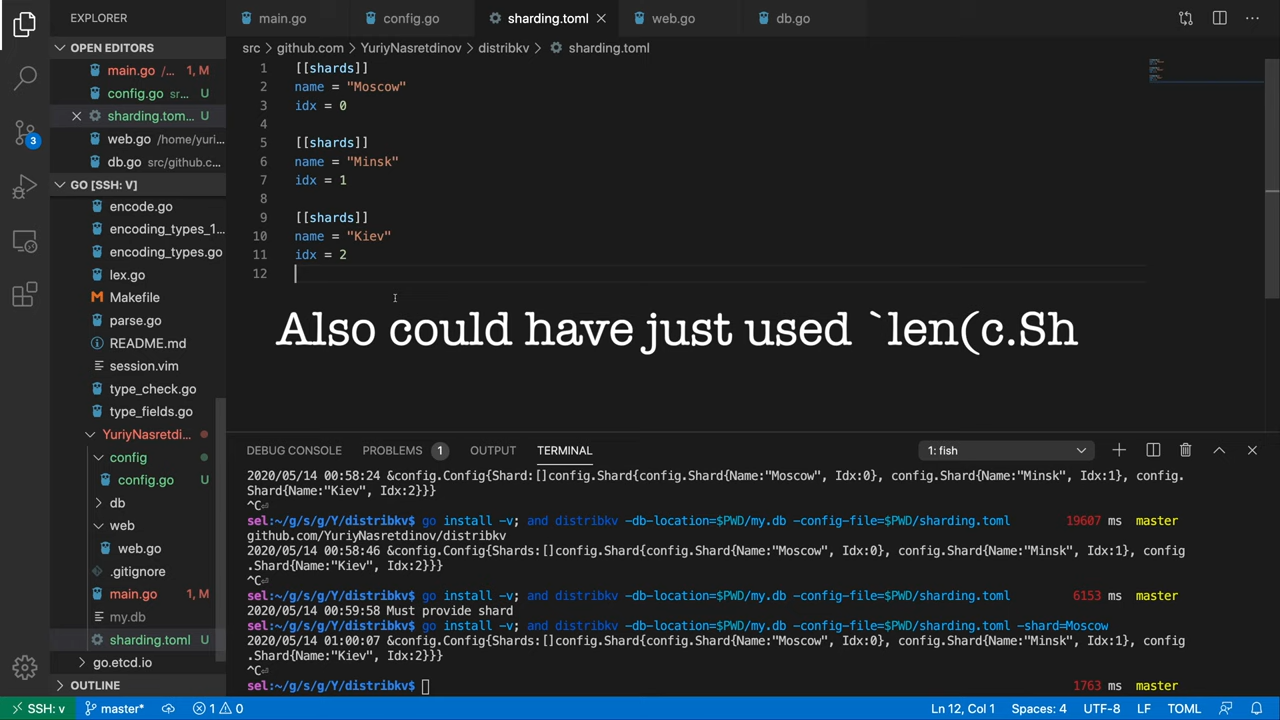 EXPLORER
main.go
config.go
sharding.toml
web.go
db.go
OPEN EDITORS
main.go /... 1, M
config.go sr... U
sharding.tom... U
web.go /home/yuri...
db.go src/github.c...
GO [SSH: V]
encode.go
encoding_types_1...
encoding_types.go
lex.go
Makefile
parse.go
README.md
session.vim
type_check.go
type_fields.go
YuriyNasretdi...
config
config.go U
db
web
web.go
.gitignore
main.go 1, M
my.db
sharding.toml U
go.etcd.io
OUTLINE
src > github.com > YuriyNasretdinov > distribkv > sharding.toml
1 [[shards]]
2 name = "Moscow"
3 idx = 0
4
5 [[shards]]
6 name = "Minsk"
7 idx = 1
8
9 [[shards]]
10 name = "Kiev"
11 idx = 2
12
Also could have just used `len(c.Sh
DEBUG CONSOLE PROBLEMS 1 OUTPUT TERMINAL 1: fish
2020/05/14 00:58:24 &config.Config{Shard:[]config.Shard{config.Shard{Name:"Moscow", Idx:0}, config.Shard{Name:"Minsk", Idx:1}, config.
Shard{Name:"Kiev", Idx:2}}}
^C⏎
sel:~/g/s/g/Y/distribkv$ go install -v; and distribkv -db-location=$PWD/my.db -config-file=$PWD/sharding.toml 19607 ms master
github.com/YuriyNasretdinov/distribkv
2020/05/14 00:58:46 &config.Config{Shards:[]config.Shard{config.Shard{Name:"Moscow", Idx:0}, config.Shard{Name:"Minsk", Idx:1}, config
.Shard{Name:"Kiev", Idx:2}}}
^C⏎
sel:~/g/s/g/Y/distribkv$ go install -v; and distribkv -db-location=$PWD/my.db -config-file=$PWD/sharding.toml 6153 ms master
2020/05/14 00:59:58 Must provide shard
sel:~/g/s/g/Y/distribkv$ go install -v; and distribkv -db-location=$PWD/my.db -config-file=$PWD/sharding.toml -shard=Moscow
2020/05/14 01:00:07 &config.Config{Shards:[]config.Shard{config.Shard{Name:"Moscow", Idx:0}, config.Shard{Name:"Minsk", Idx:1}, config
.Shard{Name:"Kiev", Idx:2}}}
^C⏎
sel:~/g/s/g/Y/distribkv$ 1763 ms master
3
SSH: v master* 1 0 Ln 12, Col 1 Spaces: 4 UTF-8 LF TOML